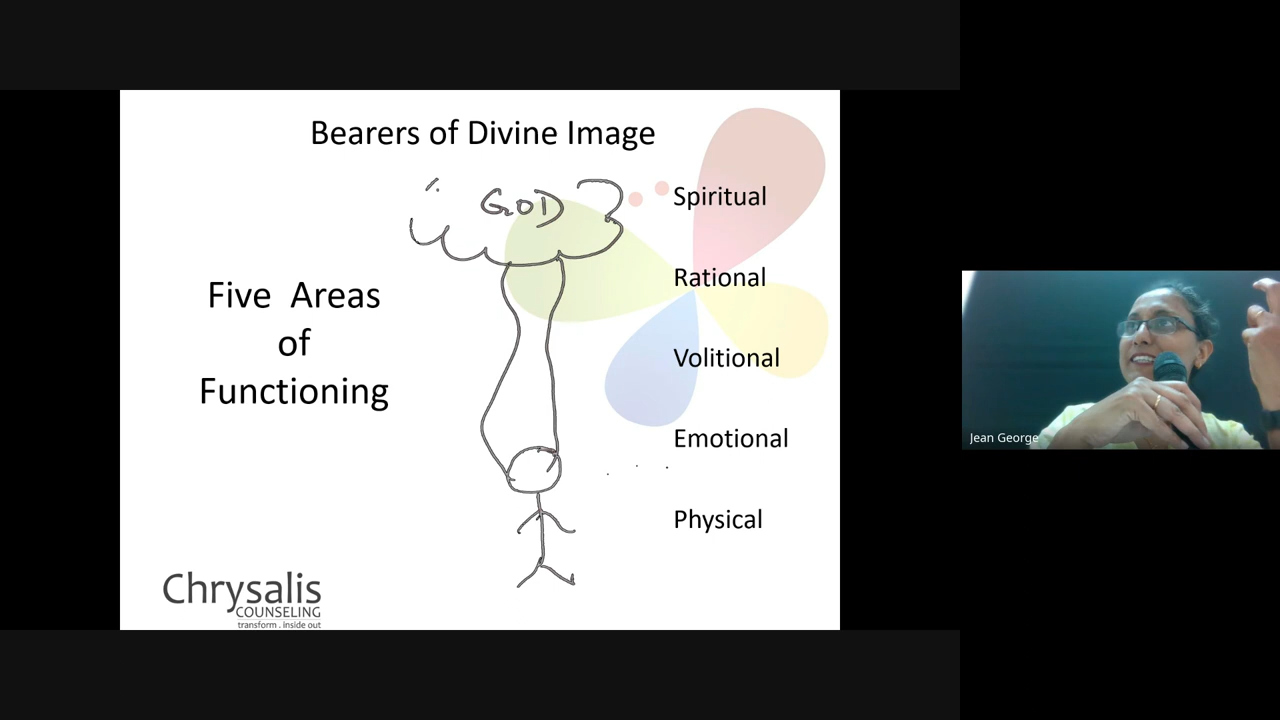 Bearers of Divine Image
GOD
Spiritual
Rational
Five Areas
of
Functioning
Volitional
Emotional
Physical
Chrysalis
COUNSELING
transform . inside out
Jean George